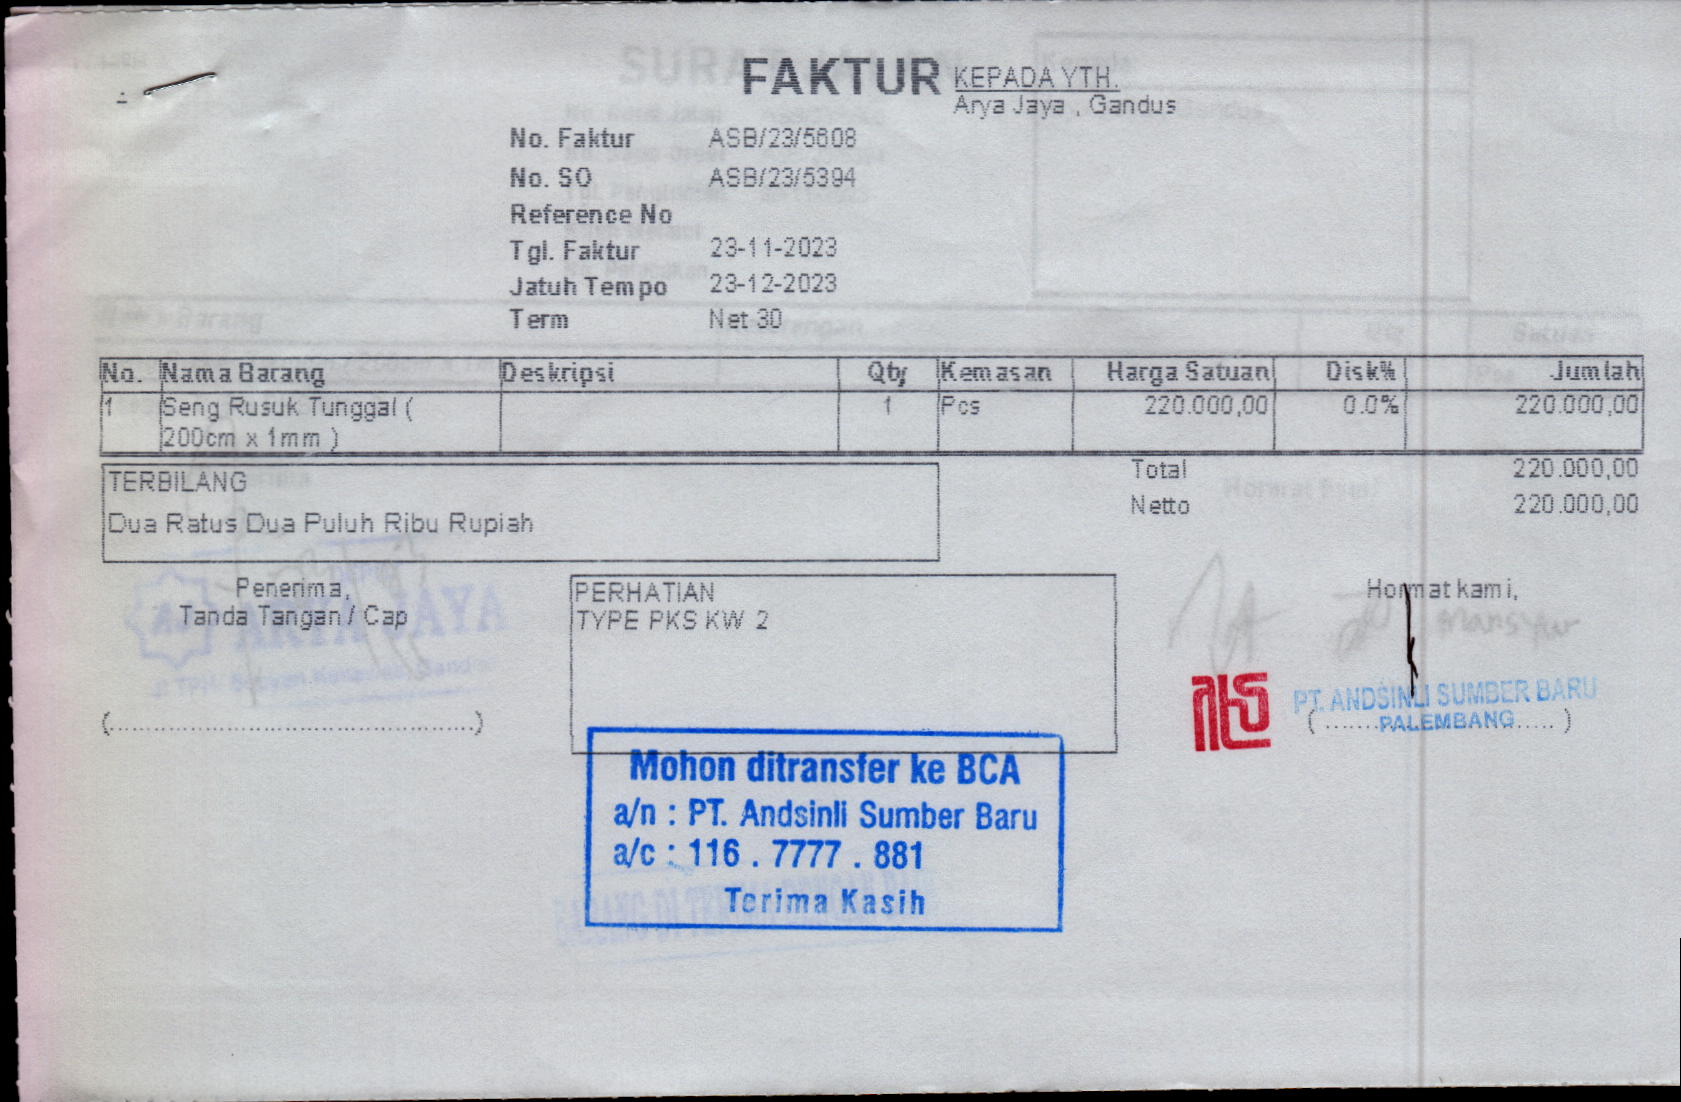 FAKTUR
KEPADA YTH.
Arya Jaya , Gandus
No. Faktur ASB/23/5608
No. SO ASB/23/5394
Reference No
Tgl. Faktur 23-11-2023
Jatuh Tempo 23-12-2023
Term Net 30
No. Nama Barang Deskripsi Qty Kemasan Harga Satuan Disk% Jumlah
1 Seng Rusuk Tunggal ( 1 Pcs 220.000,00 0.0% 220.000,00
200cm x 1mm )
TERBILANG
Dua Ratus Dua Puluh Ribu Rupiah
Total 220.000,00
Netto 220.000,00
Penerima,
Tanda Tangan / Cap
(..................................................)
PERHATIAN
TYPE PKS KW 2
Hormat kami,
PT. ANDSINLI SUMBER BARU
( .......PALEMBANG..... )
Mohon ditransfer ke BCA
a/n : PT. Andsinli Sumber Baru
a/c : 116 . 7777 . 881
Terima Kasih
ARYA JAYA
Mansyur